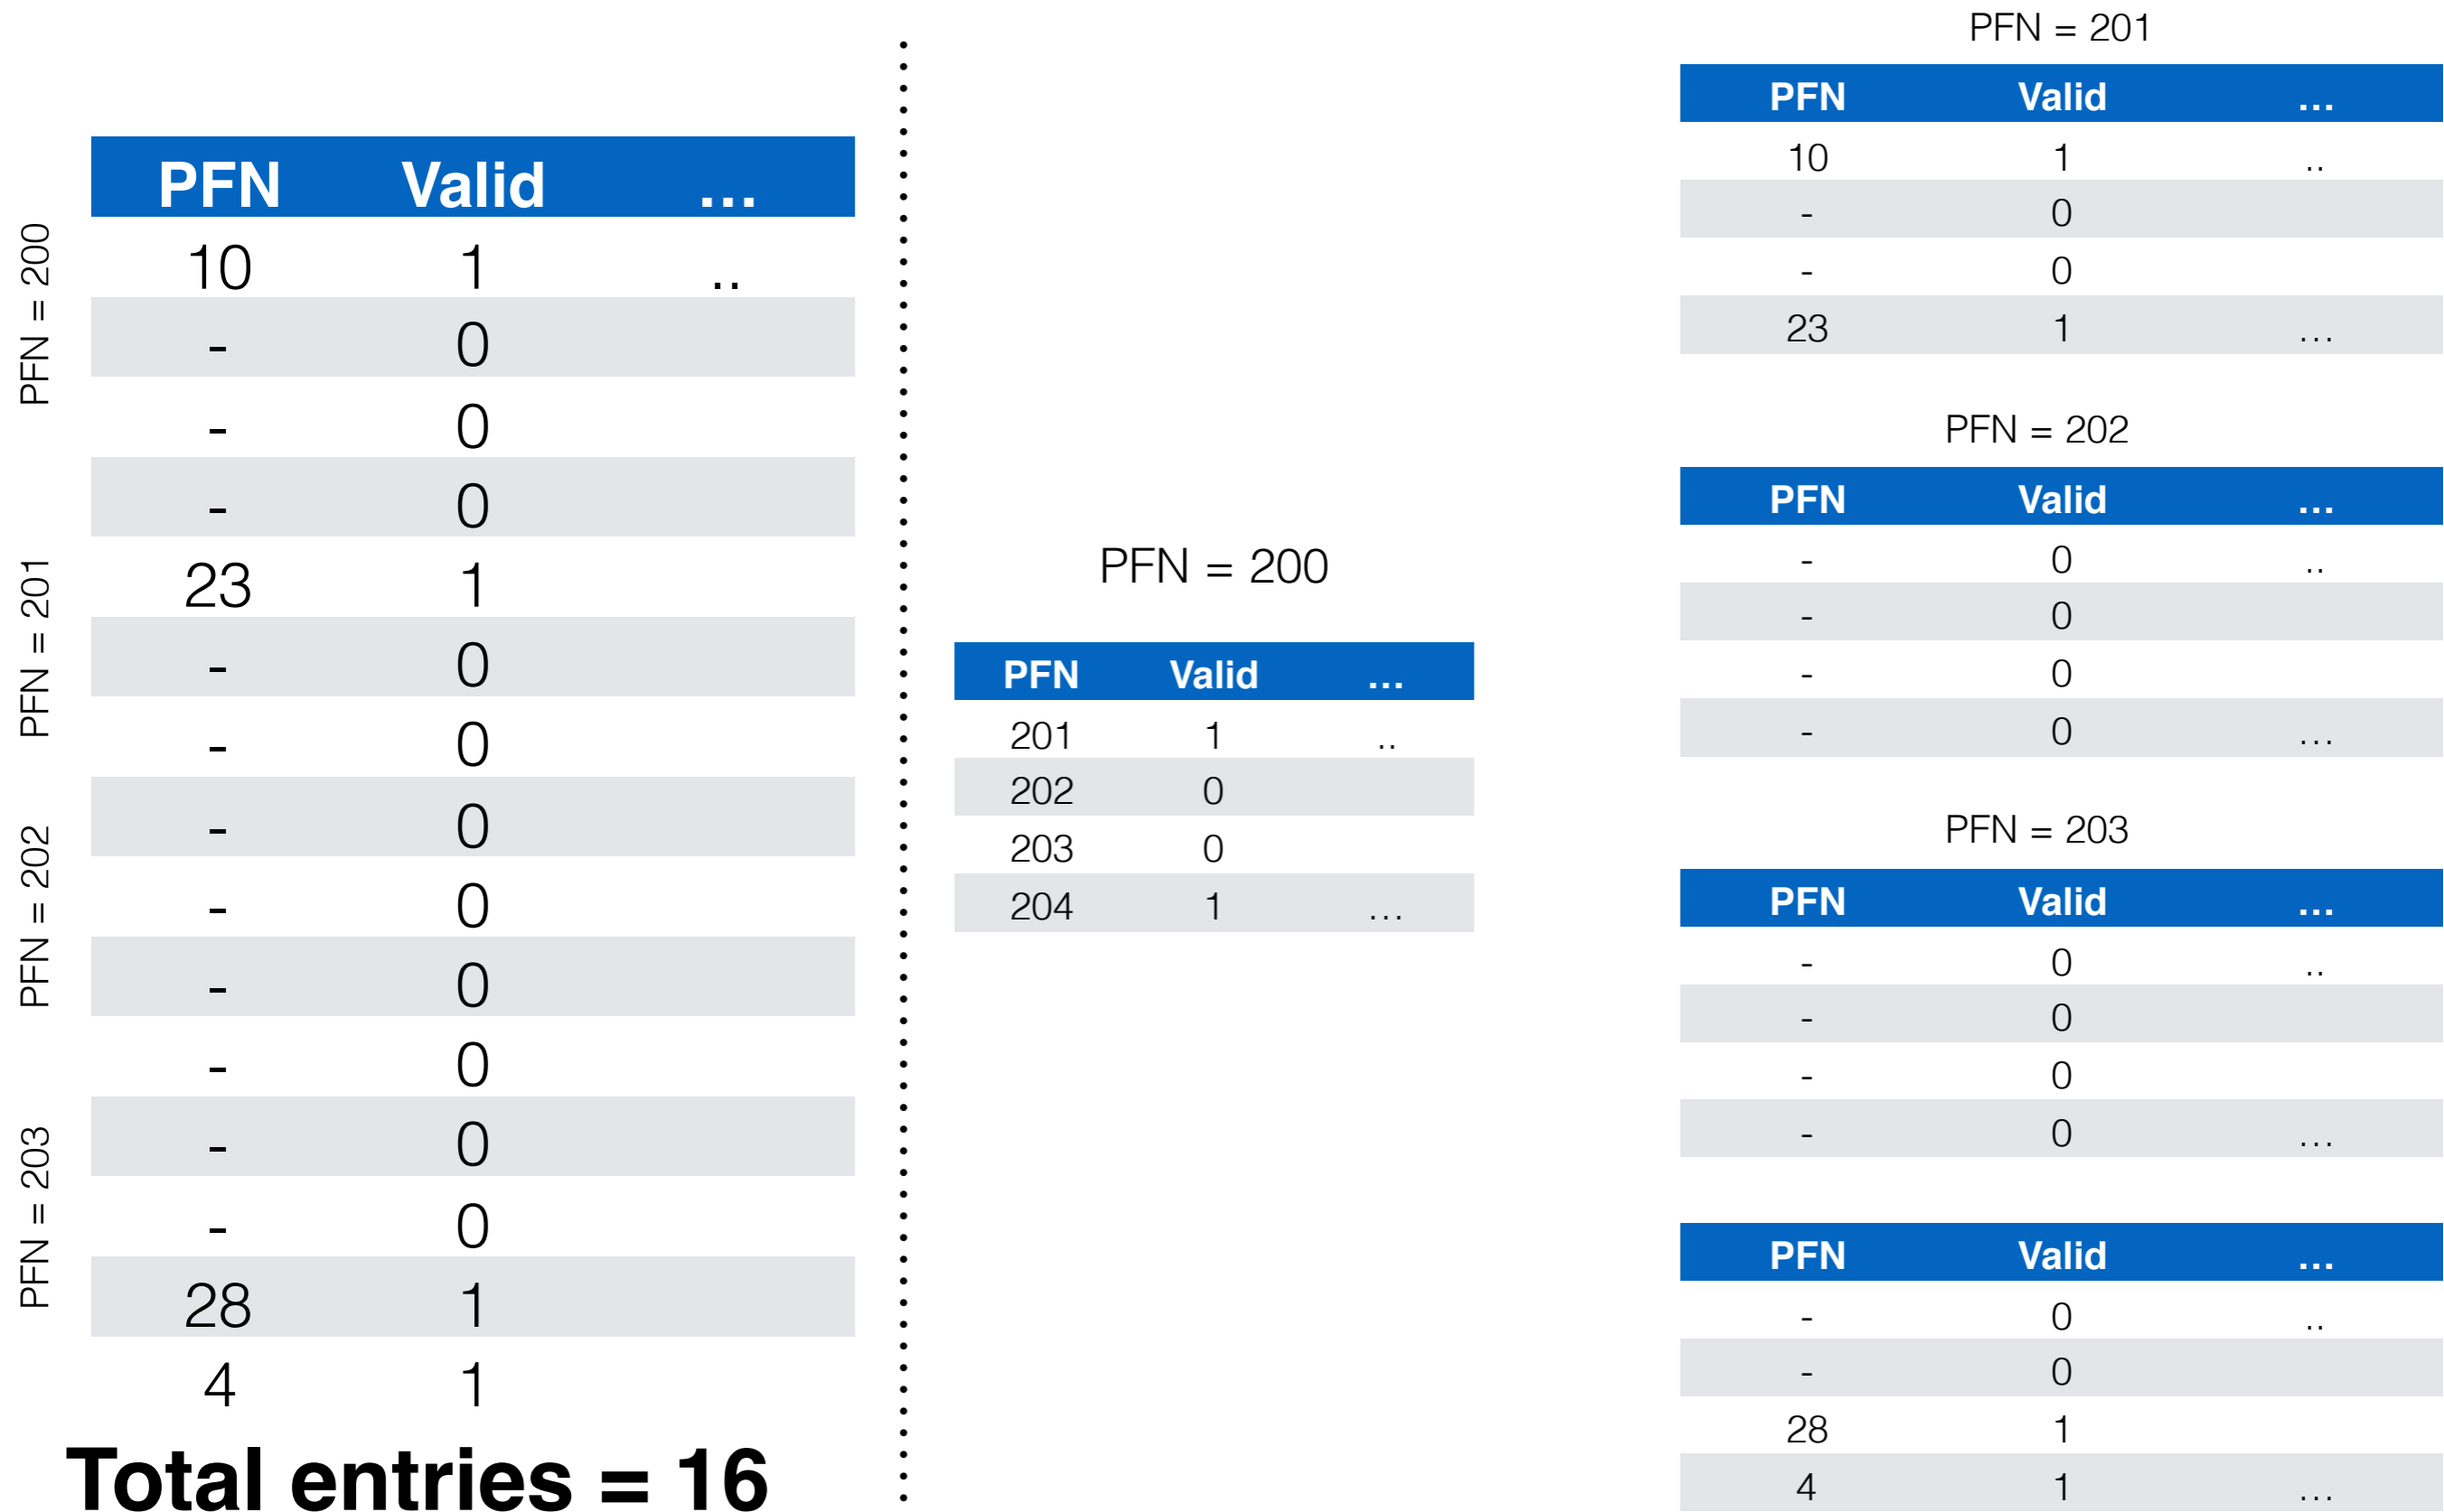 PFN = 200
PFN = 201
PFN = 202
PFN = 203
PFN Valid ...
10 1 ..
- 0
- 0
- 0
23 1
- 0
- 0
- 0
- 0
- 0
- 0
- 0
- 0
28 1
4 1
Total entries = 16
PFN = 200
PFN Valid ...
201 1 ..
202 0
203 0
204 1 ...
PFN = 201
PFN Valid ...
10 1 ..
- 0
- 0
23 1 ...
PFN = 202
PFN Valid ...
- 0 ..
- 0
- 0
- 0 ...
PFN = 203
PFN Valid ...
- 0 ..
- 0
- 0
- 0 ...
PFN Valid ...
- 0 ..
- 0
28 1
4 1 ...